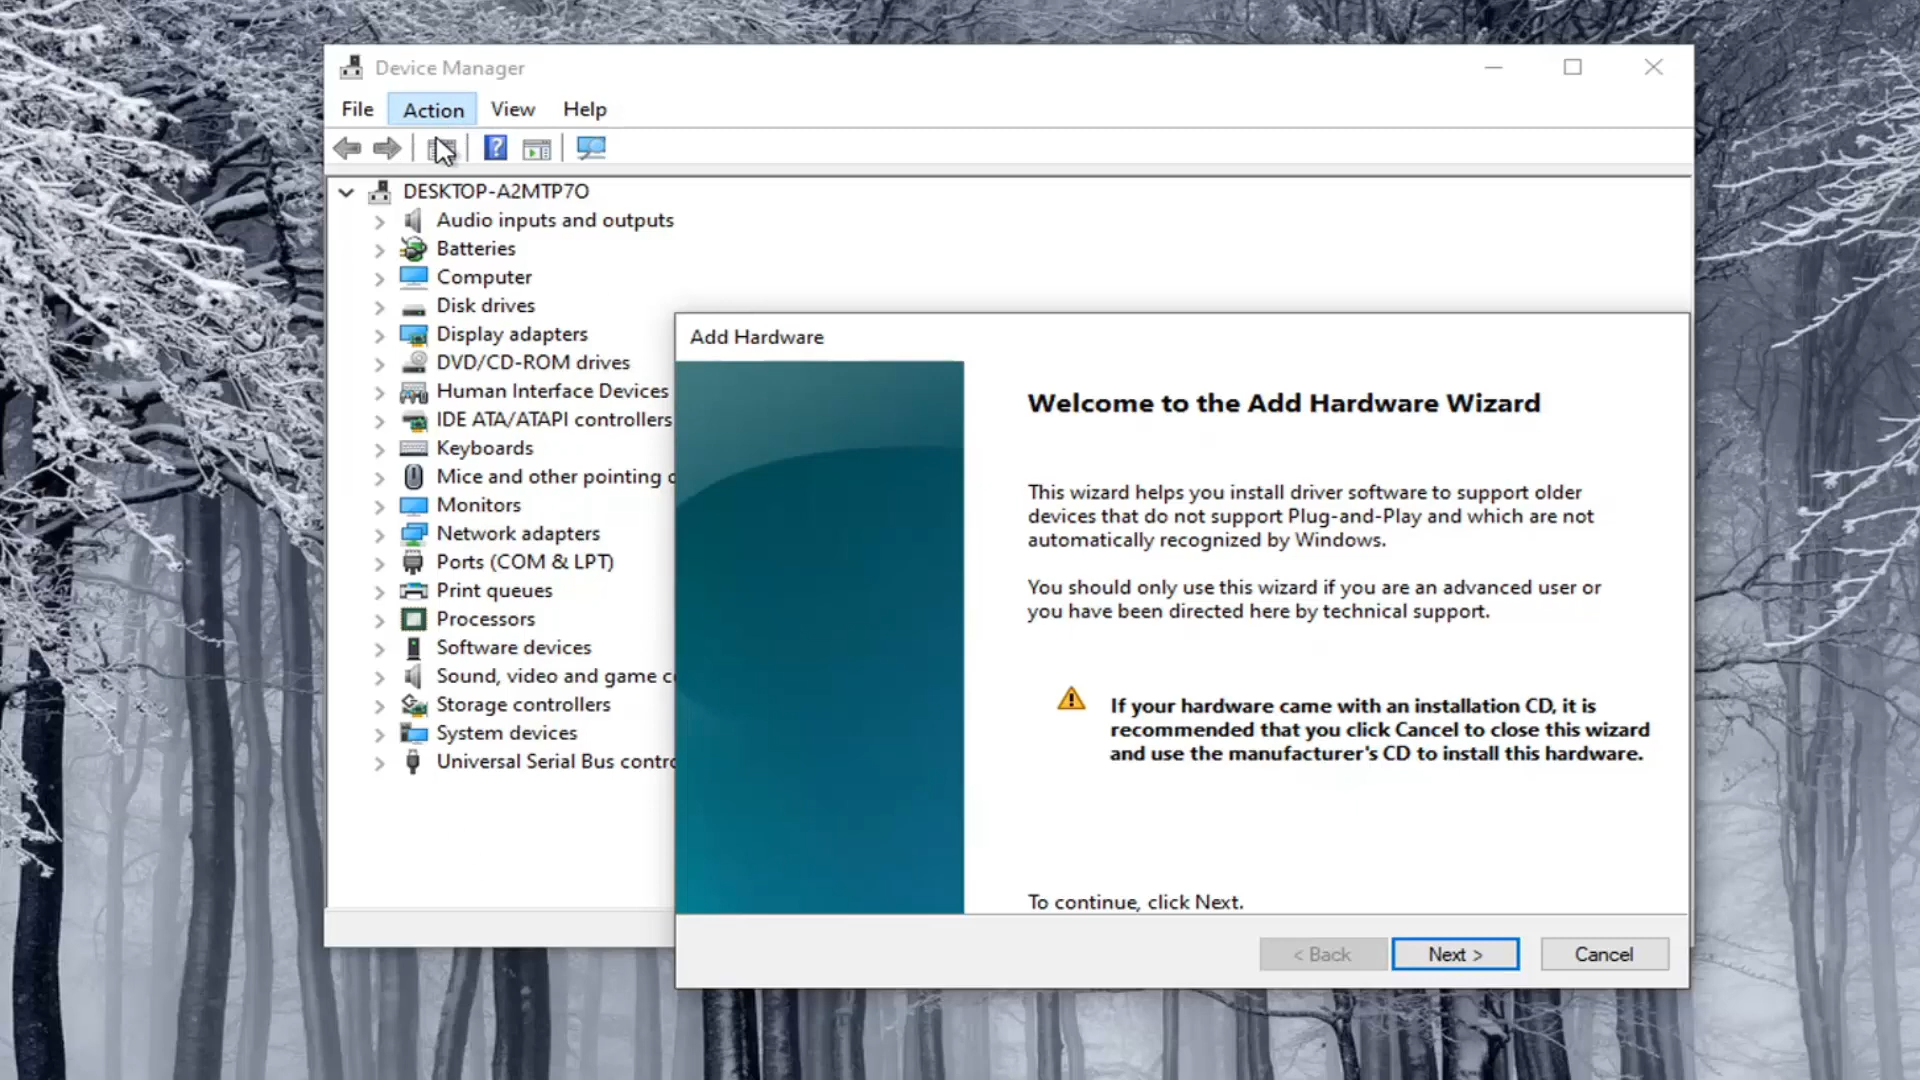 Device Manager
File Action View Help
DESKTOP-A2MTP7O
Audio inputs and outputs
Batteries
Computer
Disk drives
Display adapters
DVD/CD-ROM drives
Human Interface Devices
IDE ATA/ATAPI controllers
Keyboards
Mice and other pointing
Monitors
Network adapters
Ports (COM & LPT)
Print queues
Processors
Software devices
Sound, video and game
Storage controllers
System devices
Universal Serial Bus
Add Hardware
Welcome to the Add Hardware Wizard
This wizard helps you install driver software to support older
devices that do not support Plug-and-Play and which are not
automatically recognized by Windows.
You should only use this wizard if you are an advanced user or
you have been directed here by technical support.
If your hardware came with an installation CD, it is
recommended that you click Cancel to close this wizard
and use the manufacturer's CD to install this hardware.
To continue, click Next.
< Back Next > Cancel